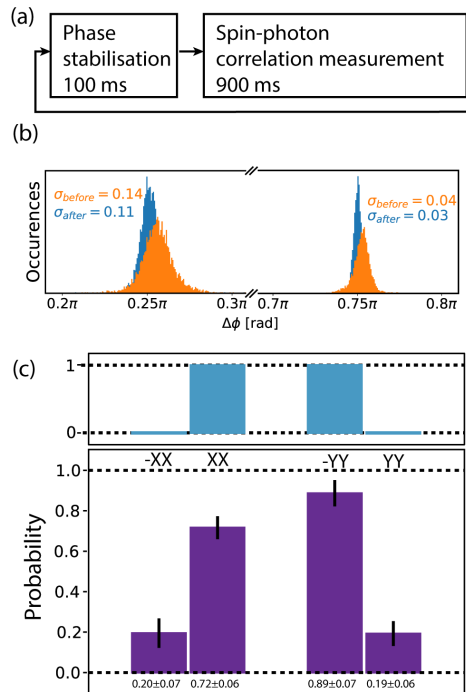 (a)
Phase
stabilisation
100 ms
Spin-photon
correlation measurement
900 ms
(b)
Occurences
σbefore = 0.14
σafter = 0.11
σbefore = 0.04
σafter = 0.03
0.2π 0.25π 0.3π 0.7π 0.75π 0.8π
Δϕ [rad]
(c)
1
0
-XX XX -YY YY
Probability
1.0
0.8
0.6
0.4
0.2
0.0
0.20±0.07 0.72±0.06 0.89±0.07 0.19±0.06